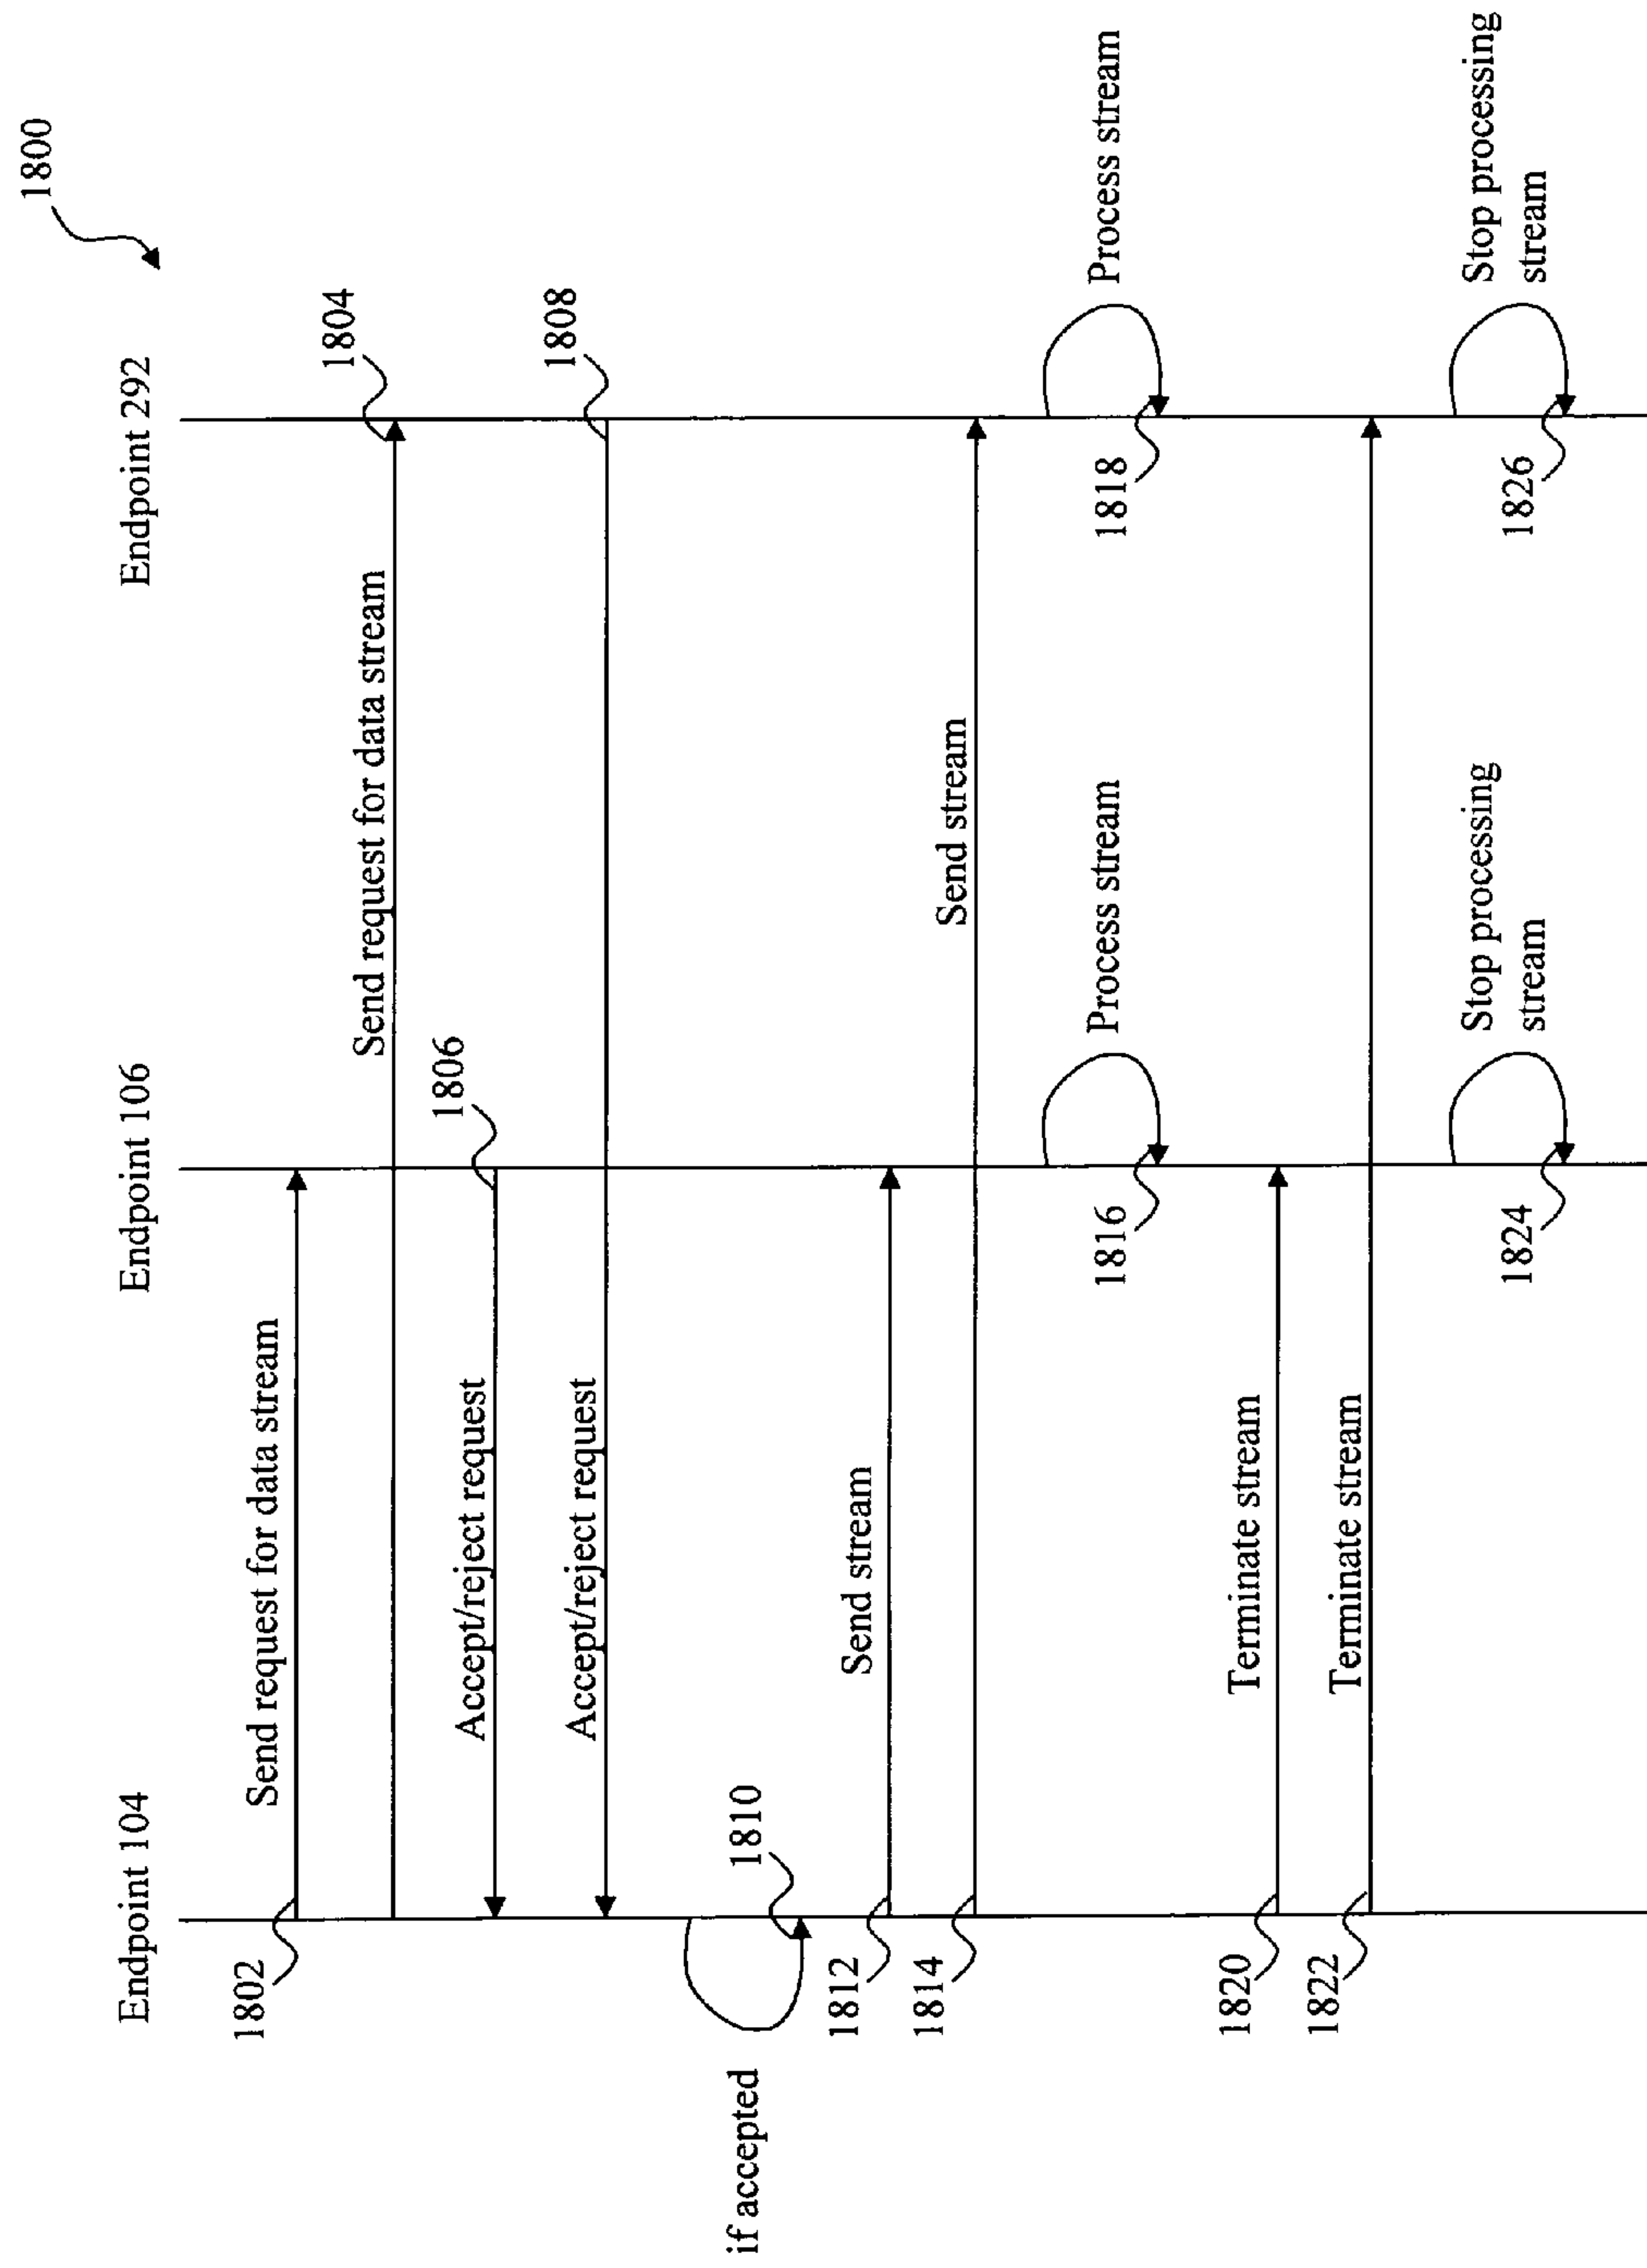 1800
Endpoint 104
Endpoint 106
Endpoint 292
1802
Send request for data stream
Send request for data stream
1804
Accept/reject request
1806
Accept/reject request
1808
if accepted
1810
1812
Send stream
1814
Send stream
1816
Process stream
1818
Process stream
1820
Terminate stream
1822
Terminate stream
1824
Stop processing
stream
1826
Stop processing
stream